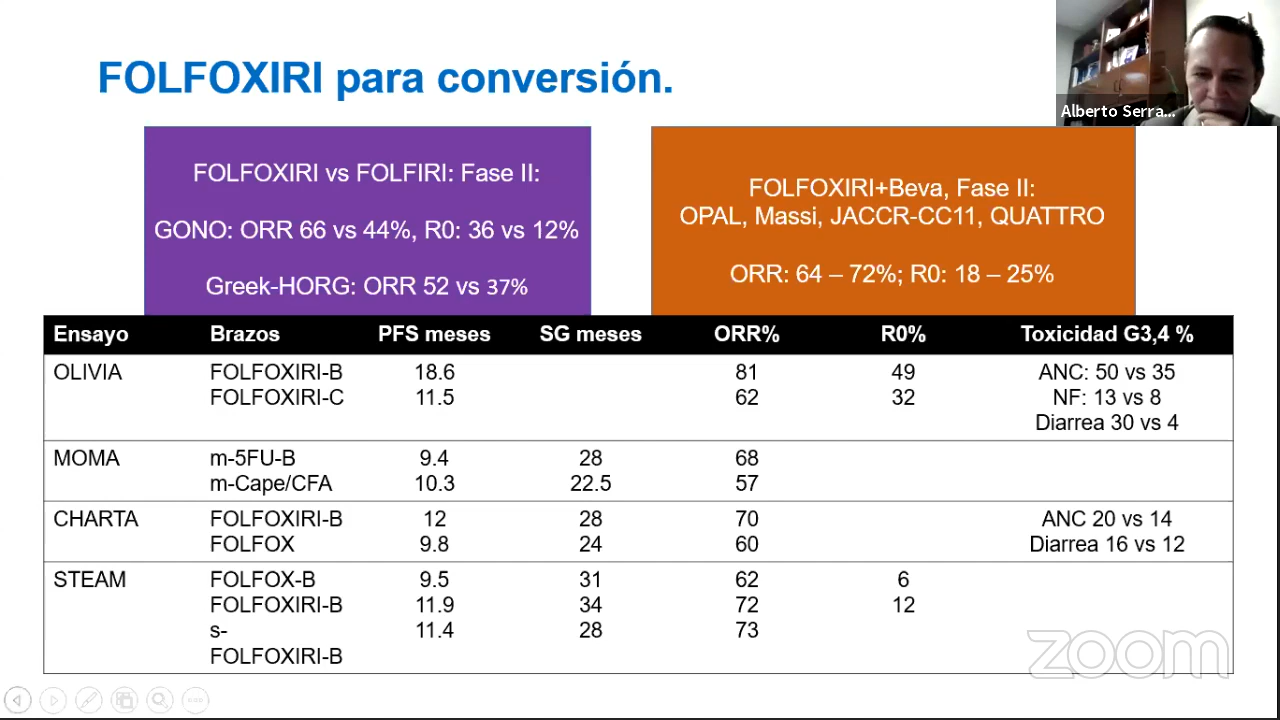 FOLFOXIRI para conversión.
Alberto Serra...
FOLFOXIRI vs FOLFIRI: Fase II:
GONO: ORR 66 vs 44%, R0: 36 vs 12%
Greek-HORG: ORR 52 vs 37%
FOLFOXIRI+Beva, Fase II:
OPAL, Massi, JACCR-CC11, QUATTRO
ORR: 64 – 72%; R0: 18 – 25%
Ensayo Brazos PFS meses SG meses ORR% R0% Toxicidad G3,4 %
OLIVIA FOLFOXIRI-B 18.6 81 49 ANC: 50 vs 35
FOLFOXIRI-C 11.5 62 32 NF: 13 vs 8
Diarrea 30 vs 4
MOMA m-5FU-B 9.4 28 68
m-Cape/CFA 10.3 22.5 57
CHARTA FOLFOXIRI-B 12 28 70 ANC 20 vs 14
FOLFOX 9.8 24 60 Diarrea 16 vs 12
STEAM FOLFOX-B 9.5 31 62 6
FOLFOXIRI-B 11.9 34 72 12
s- 11.4 28 73
FOLFOXIRI-B
zoom